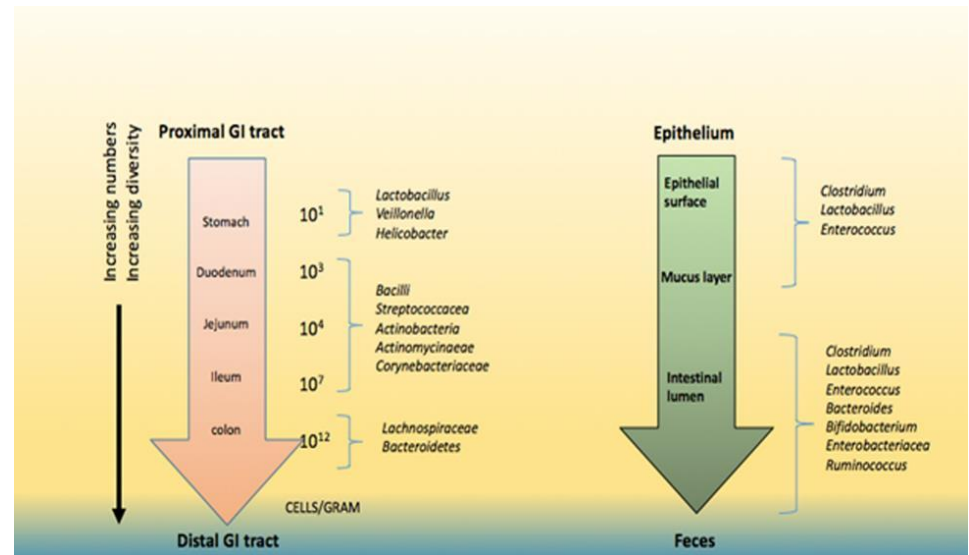 Increasing numbers
Increasing diversity
Proximal GI tract
Stomach
Duodenum
Jejunum
Ileum
colon
10¹
10³
10⁴
10⁷
10¹²
CELLS/GRAM
Lactobacillus
Veillonella
Helicobacter
Bacilli
Streptococcacea
Actinobacteria
Actinomycinaeae
Corynebacteriaceae
Lachnospiraceae
Bacteroidetes
Distal GI tract
Epithelium
Epithelial
surface
Mucus layer
Intestinal
lumen
Clostridium
Lactobacillus
Enterococcus
Clostridium
Lactobacillus
Enterococcus
Bacteroides
Bifidobacterium
Enterobacteriacea
Ruminococcus
Feces